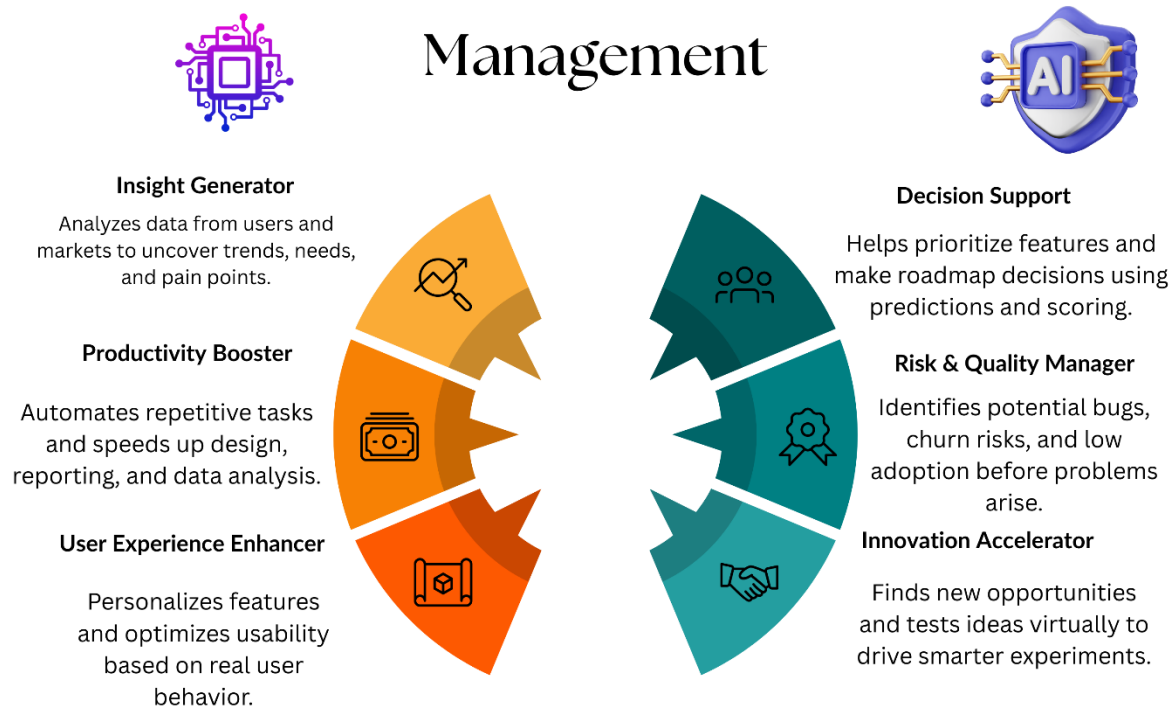 Management
AI
Insight Generator
Analyzes data from users and
markets to uncover trends, needs,
and pain points.
Productivity Booster
Automates repetitive tasks
and speeds up design,
reporting, and data analysis.
User Experience Enhancer
Personalizes features
and optimizes usability
based on real user
behavior.
Decision Support
Helps prioritize features and
make roadmap decisions using
predictions and scoring.
Risk & Quality Manager
Identifies potential bugs,
churn risks, and low
adoption before problems
arise.
Innovation Accelerator
Finds new opportunities
and tests ideas virtually to
drive smarter experiments.